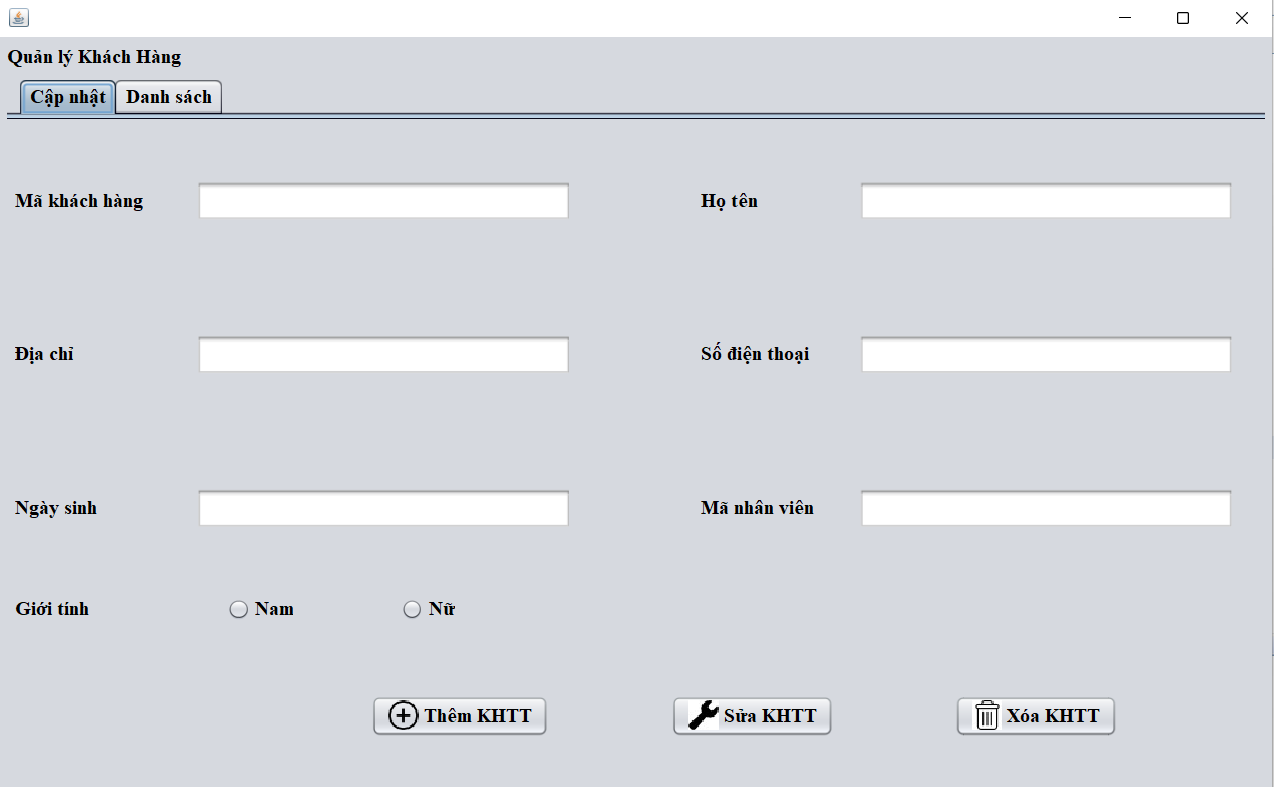 Quản lý Khách Hàng
Cập nhật Danh sách
Mã khách hàng Họ tên
Địa chỉ Số điện thoại
Ngày sinh Mã nhân viên
Giới tính Nam Nữ
Thêm KHTT Sửa KHTT Xóa KHTT